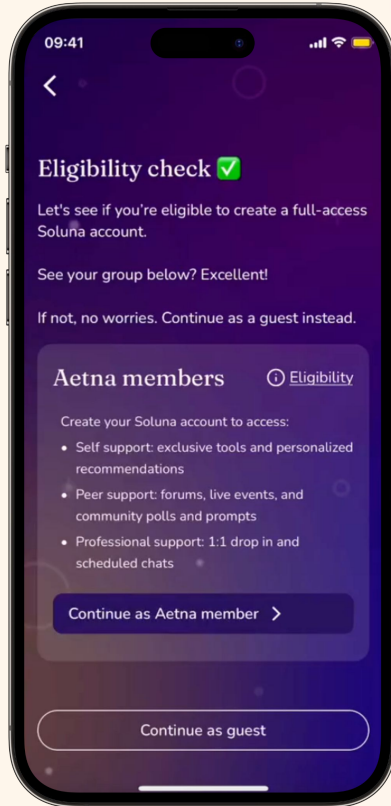 09:41
Eligibility check ✅
Let's see if you're eligible to create a full-access
Soluna account.
See your group below? Excellent!
If not, no worries. Continue as a guest instead.
Aetna members
Eligibility
Create your Soluna account to access:
• Self support: exclusive tools and personalized
recommendations
• Peer support: forums, live events, and
community polls and prompts
• Professional support: 1:1 drop in and
scheduled chats
Continue as Aetna member
Continue as guest